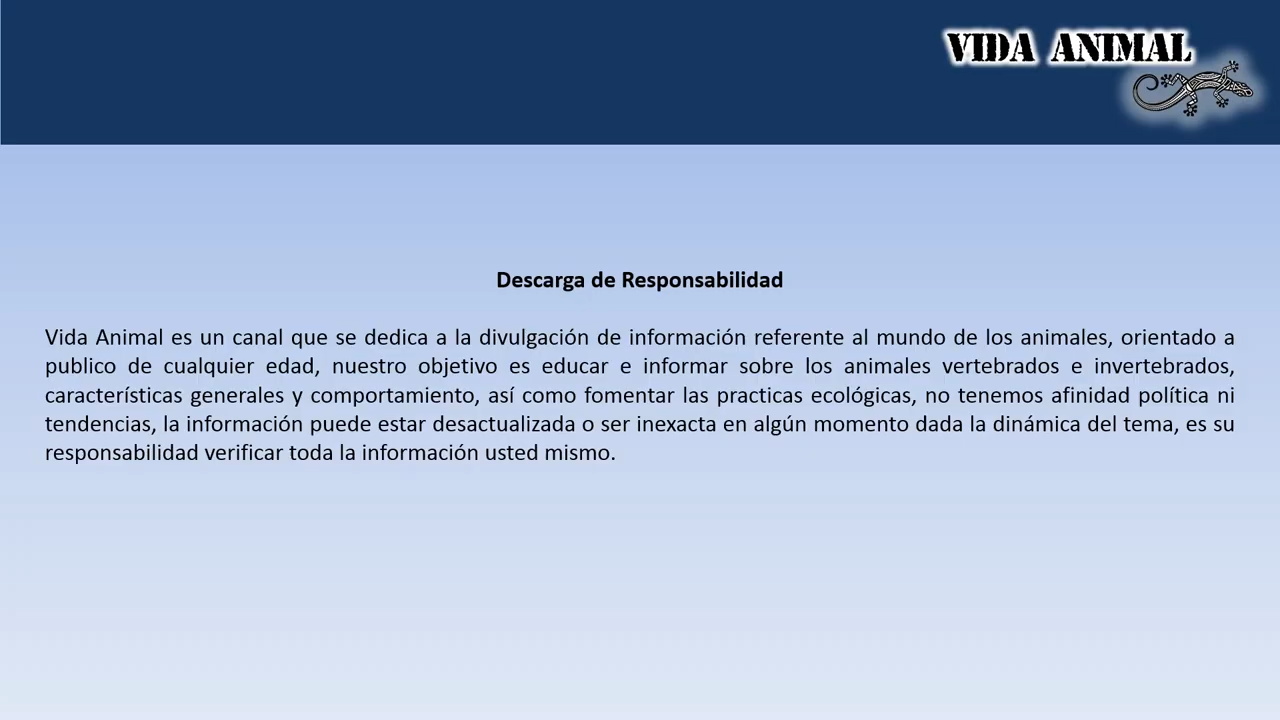 VIDA ANIMAL
Descarga de Responsabilidad
Vida Animal es un canal que se dedica a la divulgación de información referente al mundo de los animales, orientado a
publico de cualquier edad, nuestro objetivo es educar e informar sobre los animales vertebrados e invertebrados,
características generales y comportamiento, así como fomentar las practicas ecológicas, no tenemos afinidad política ni
tendencias, la información puede estar desactualizada o ser inexacta en algún momento dada la dinámica del tema, es su
responsabilidad verificar toda la información usted mismo.